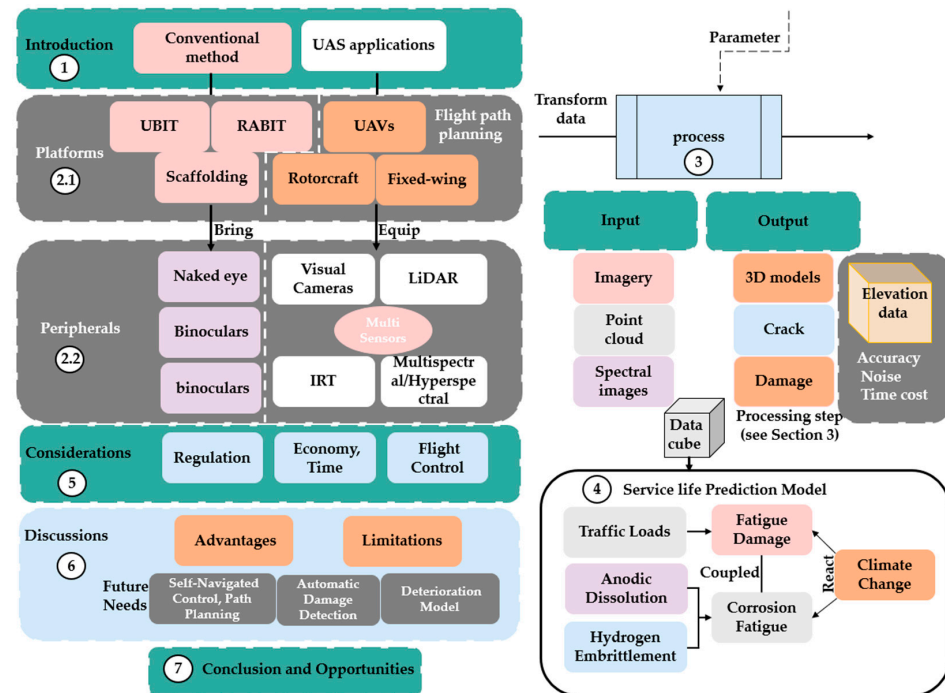 Introduction
1
Conventional
method
UAS applications
Platforms
2.1
UBIT
RABIT
Scaffolding
UAVs
Flight path
planning
Rotorcraft
Fixed-wing
Bring
Equip
Peripherals
2.2
Naked eye
Binoculars
binoculars
Visual
Cameras
LiDAR
Multi
Sensors
IRT
Multispectr
al/Hyperspe
ctral
Considerations
5
Regulation
Economy,
Time
Flight
Control
Discussions
6
Advantages
Limitations
Future
Needs
Self-Navigated
Control, Path
Planning
Automatic
Damage
Detection
Deterioration
Model
7
Conclusion and Opportunities
Parameter
Transform
data
process
3
Input
Output
Imagery
Point
cloud
Spectral
images
3D models
Crack
Damage
Elevation
data
Accuracy
Noise
Time cost
Processing step
(see Section 3)
Data
cube
4
Service life Prediction Model
Traffic Loads
Fatigue
Damage
Coupled
React
Climate
Change
Anodic
Dissolution
Corrosion
Fatigue
Hydrogen
Embrittlement